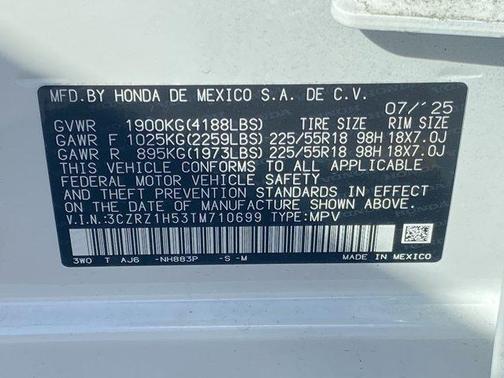 MFD.BY HONDA DE MEXICO S.A. DE C.V. 07/'25
GVWR 1900KG(4188LBS) TIRE SIZE RIM SIZE
GAWR F 1025KG(2259LBS) 225/55R18 98H 18X7.0J
GAWR R 895KG(1973LBS) 225/55R18 98H 18X7.0J
THIS VEHICLE CONFORMS TO ALL APPLICABLE
FEDERAL MOTOR VEHICLE SAFETY
AND THEFT PREVENTION STANDARDS IN EFFECT ON
THE DATE OF MANUFACTURE SHOWN ABOVE.
V.I.N.:3CZRZ1H53TM710699 TYPE:MPV
3W0 T AJ6 -NH883P -S -M MADE IN MEXICO